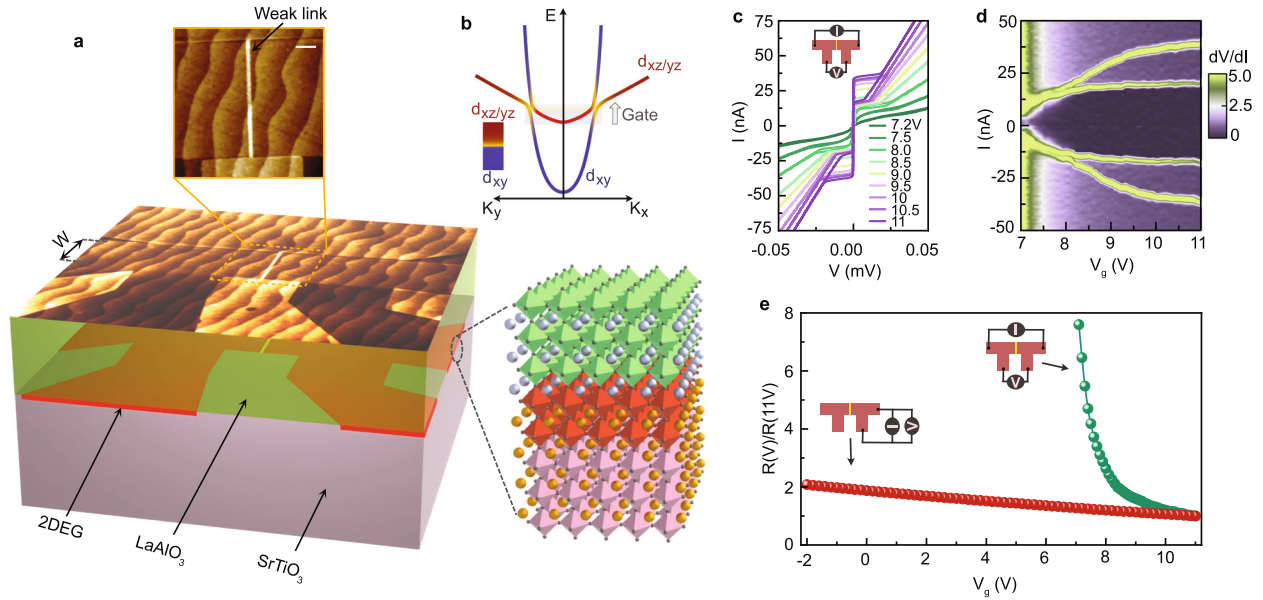 a
Weak link
W
2DEG
LaAlO3
SrTiO3
b
E
dxz/yz
Gate
dxz/yz
dxy
dxy
Ky
Kx
c
75
50
25
0
-25
-50
-75
I (nA)
I
V
7.2V
7.5
8.0
8.5
9.0
9.5
10
10.5
11
-0.05
0.00
0.05
V (mV)
d
50
25
0
-25
-50
I (nA)
7
8
9
10
11
Vg (V)
dV/dI
5.0
2.5
0
e
8
6
4
2
0
R(V)/R(11V)
I
V
I
V
-2
0
2
4
6
8
10
Vg (V)